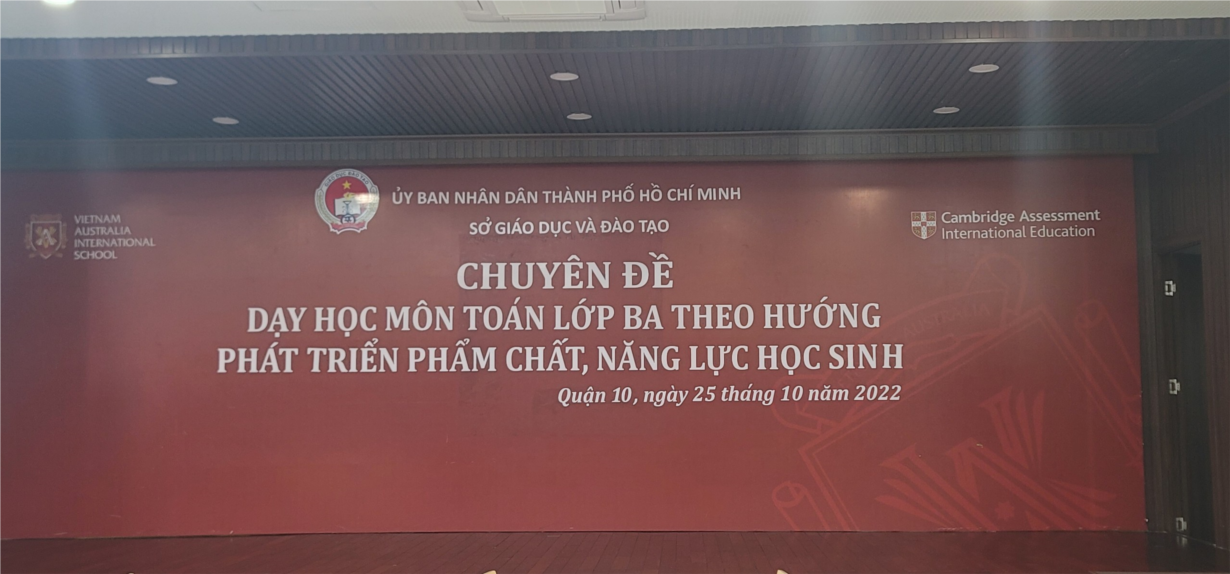 ỦY BAN NHÂN DÂN THÀNH PHỐ HỒ CHÍ MINH
SỞ GIÁO DỤC VÀ ĐÀO TẠO
VIETNAM
AUSTRALIA
INTERNATIONAL
SCHOOL
Cambridge Assessment
International Education
CHUYÊN ĐỀ
DẠY HỌC MÔN TOÁN LỚP BA THEO HƯỚNG
PHÁT TRIỂN PHẨM CHẤT, NĂNG LỰC HỌC SINH
Quận 10, ngày 25 tháng 10 năm 2022